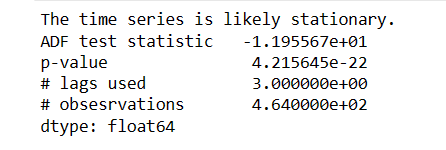 The time series is likely stationary.
ADF test statistic -1.195567e+01
p-value 4.215645e-22
# lags used 3.000000e+00
# obsesrvations 4.640000e+02
dtype: float64